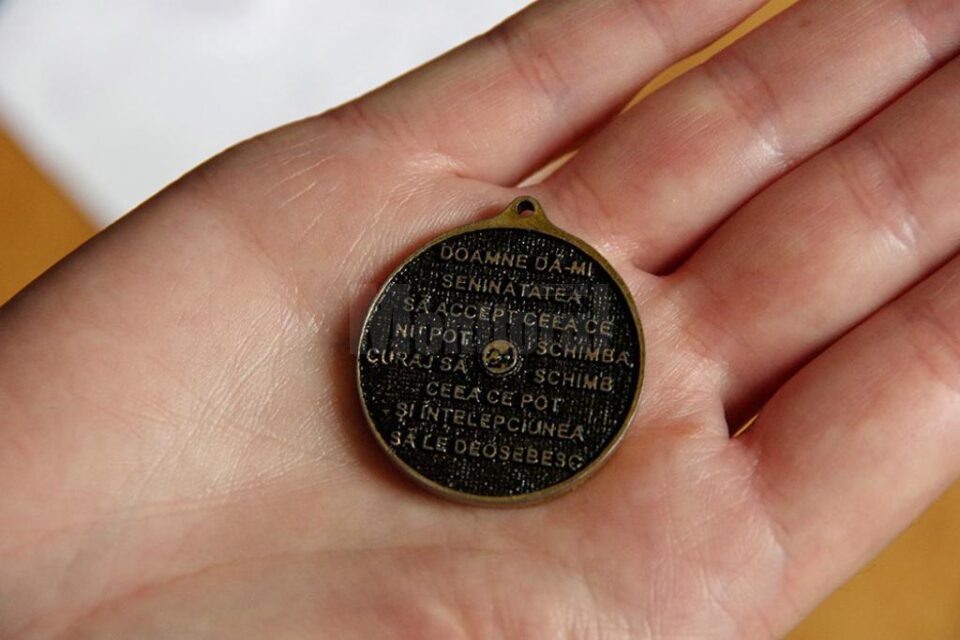 DOAMNE DĂ-MI
SENINĂTATEA
SĂ ACCEPT CEEA CE
NU POT SCHIMBA
CURAJ SĂ SCHIMB
CEEA CE POT
ȘI ÎNȚELEPCIUNEA
SĂ LE DEOSEBESC